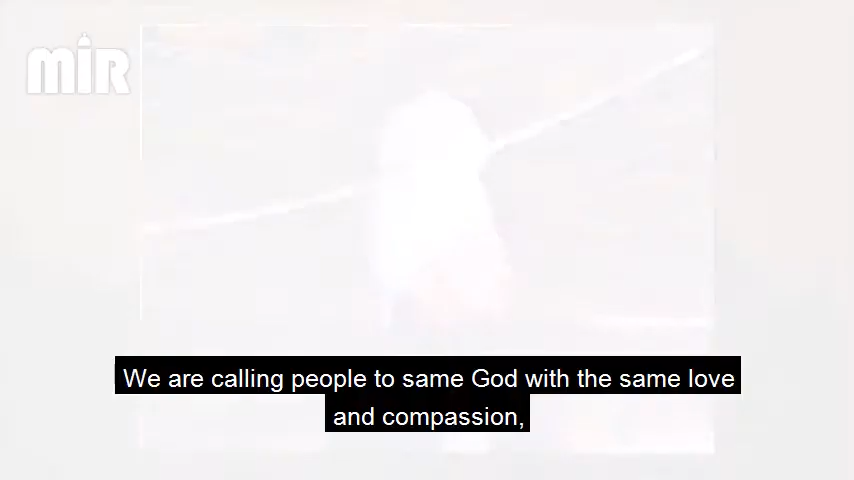 MiR
We are calling people to same God with the same love
and compassion,